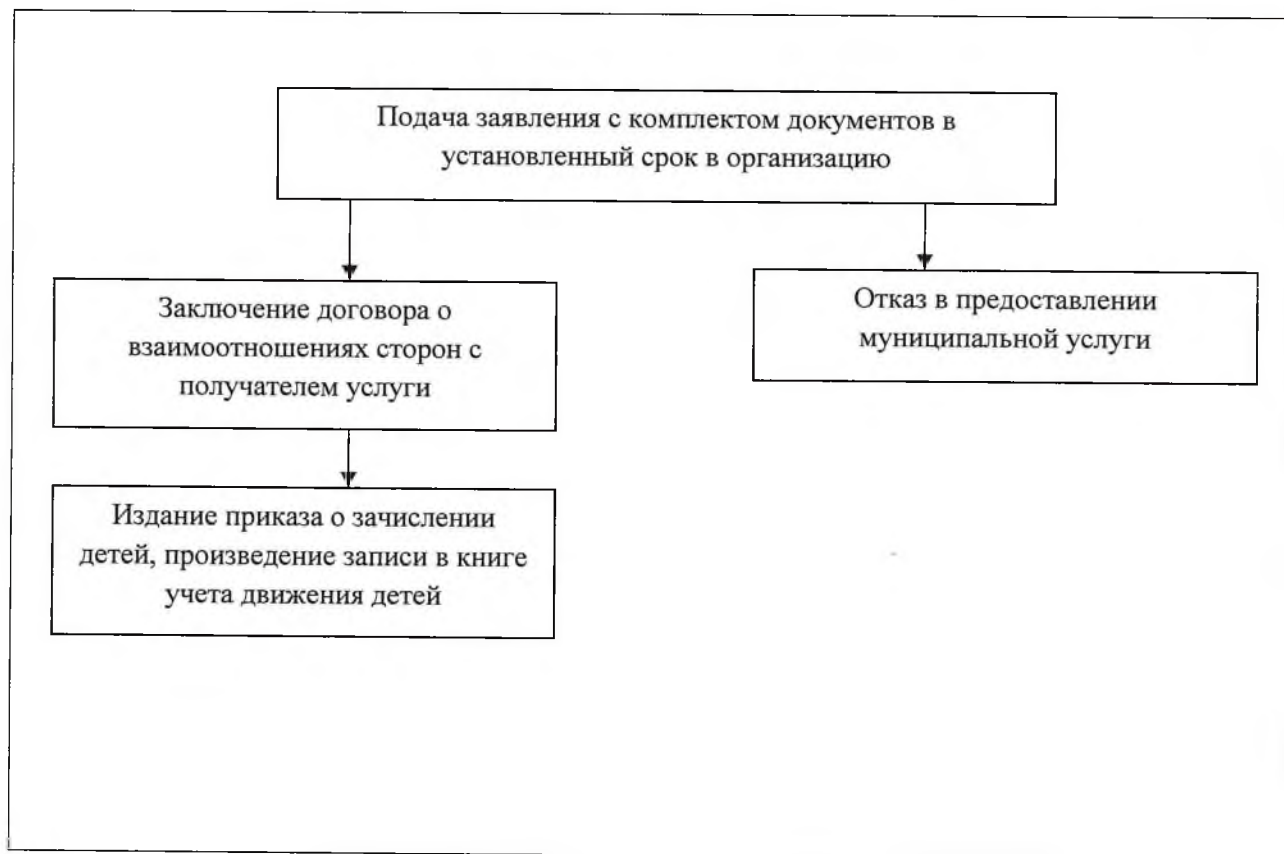 Подача заявления с комплектом документов в
установленный срок в организацию
Заключение договора о
взаимоотношениях сторон с
получателем услуги
Отказ в предоставлении
муниципальной услуги
Издание приказа о зачислении
детей, произведение записи в книге
учета движения детей